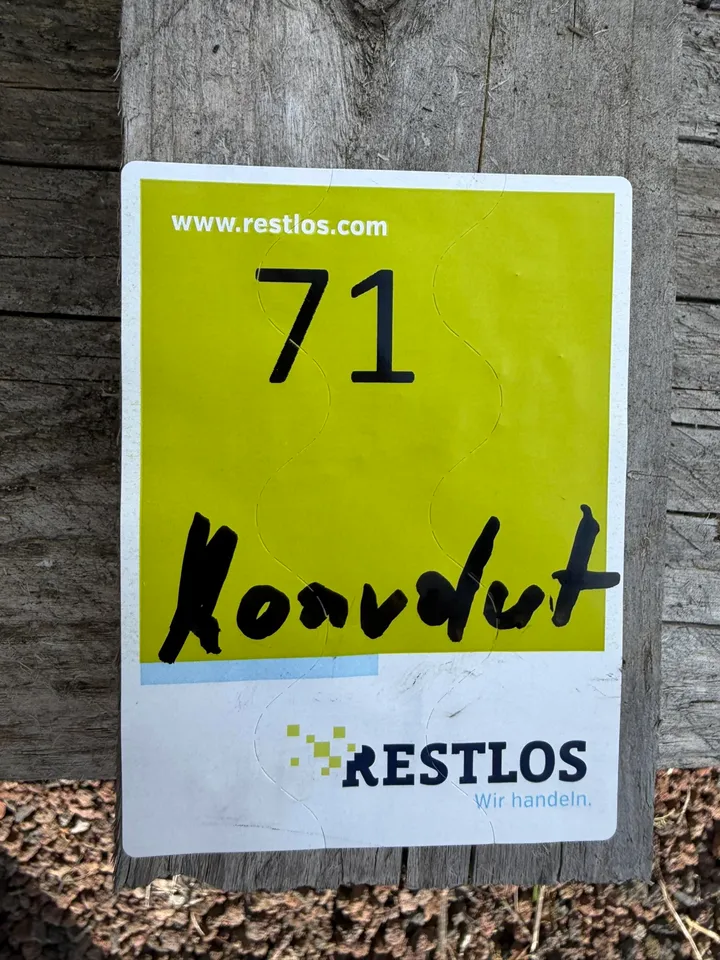 www.restlos.com
71
Konvolut
RESTLOS
Wir handeln.